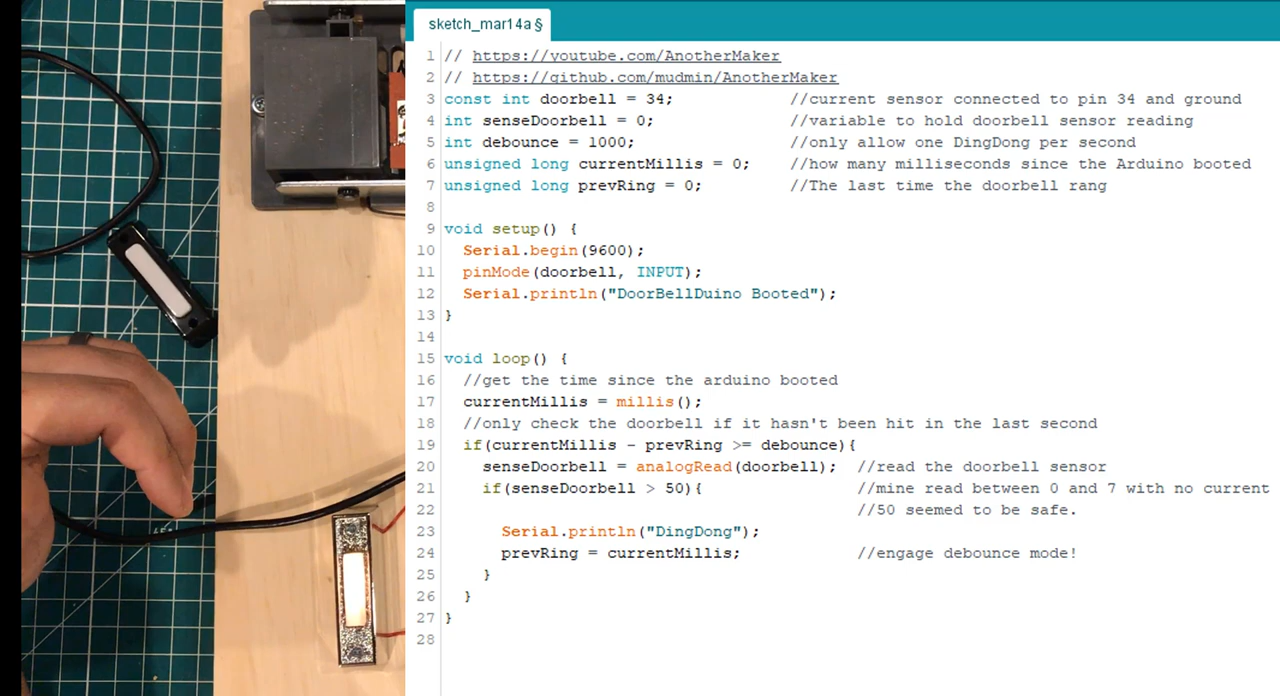 sketch_mar14a §
1 // https://youtube.com/AnotherMaker
2 // https://github.com/mudmin/AnotherMaker
3 const int doorbell = 34; //current sensor connected to pin 34 and ground
4 int senseDoorbell = 0; //variable to hold doorbell sensor reading
5 int debounce = 1000; //only allow one DingDong per second
6 unsigned long currentMillis = 0; //how many milliseconds since the Arduino booted
7 unsigned long prevRing = 0; //The last time the doorbell rang
8
9 void setup() {
10 Serial.begin(9600);
11 pinMode(doorbell, INPUT);
12 Serial.println("DoorBellDuino Booted");
13 }
14
15 void loop() {
16 //get the time since the arduino booted
17 currentMillis = millis();
18 //only check the doorbell if it hasn't been hit in the last second
19 if(currentMillis - prevRing >= debounce){
20 senseDoorbell = analogRead(doorbell); //read the doorbell sensor
21 if(senseDoorbell > 50){ //mine read between 0 and 7 with no current
22 //50 seemed to be safe.
23 Serial.println("DingDong");
24 prevRing = currentMillis; //engage debounce mode!
25 }
26 }
27 }
28